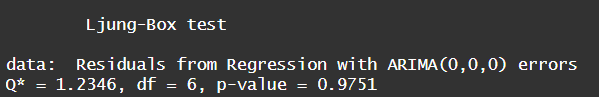 Ljung-Box test
data:  Residuals from Regression with ARIMA(0,0,0) errors
Q* = 1.2346, df = 6, p-value = 0.9751